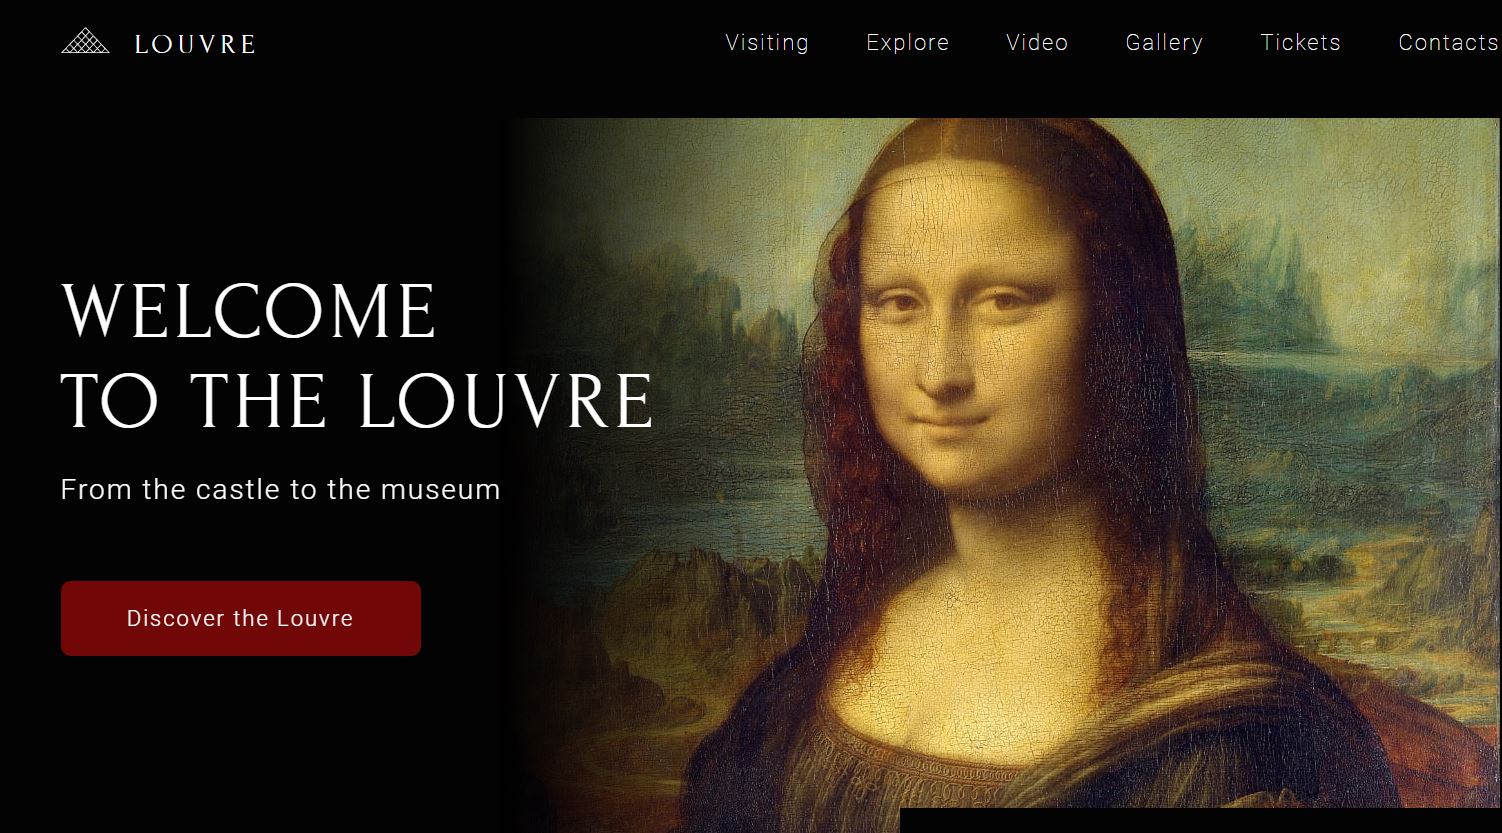 LOUVRE
Visiting Explore Video Gallery Tickets Contacts
WELCOME
TO THE LOUVRE
From the castle to the museum
Discover the Louvre